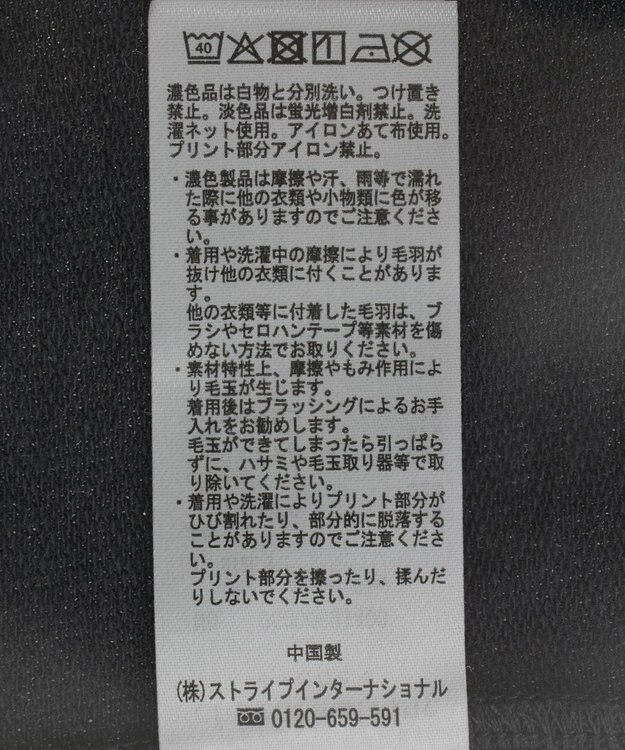 40
濃色品は白物と分別洗い。つけ置き
禁止。淡色品は蛍光増白剤禁止。洗
濯ネット使用。アイロンあて布使用。
プリント部分アイロン禁止。
・濃色製品は摩擦や汗、雨等で濡れ
た際に他の衣類や小物類に色が移
る事がありますのでご注意くださ
い。
・着用や洗濯中の摩擦により毛羽が
抜け他の衣類に付くことがありま
す。
他の衣類等に付着した毛羽は、ブ
ラシやセロハンテープ等素材を傷
めない方法でお取りください。
・素材特性上、摩擦やもみ作用によ
り毛玉が生じます。
着用後はブラッシングによるお手
入れをお勧めします。
毛玉ができてしまったら引っぱら
ずに、ハサミや毛玉取り器等で取
り除いてください。
・着用や洗濯によりプリント部分が
ひび割れたり、部分的に脱落する
ことがありますのでご注意くださ
い。
プリント部分を擦ったり、揉んだ
りしないでください。
中国製
(株)ストライプインターナショナル
0120-659-591